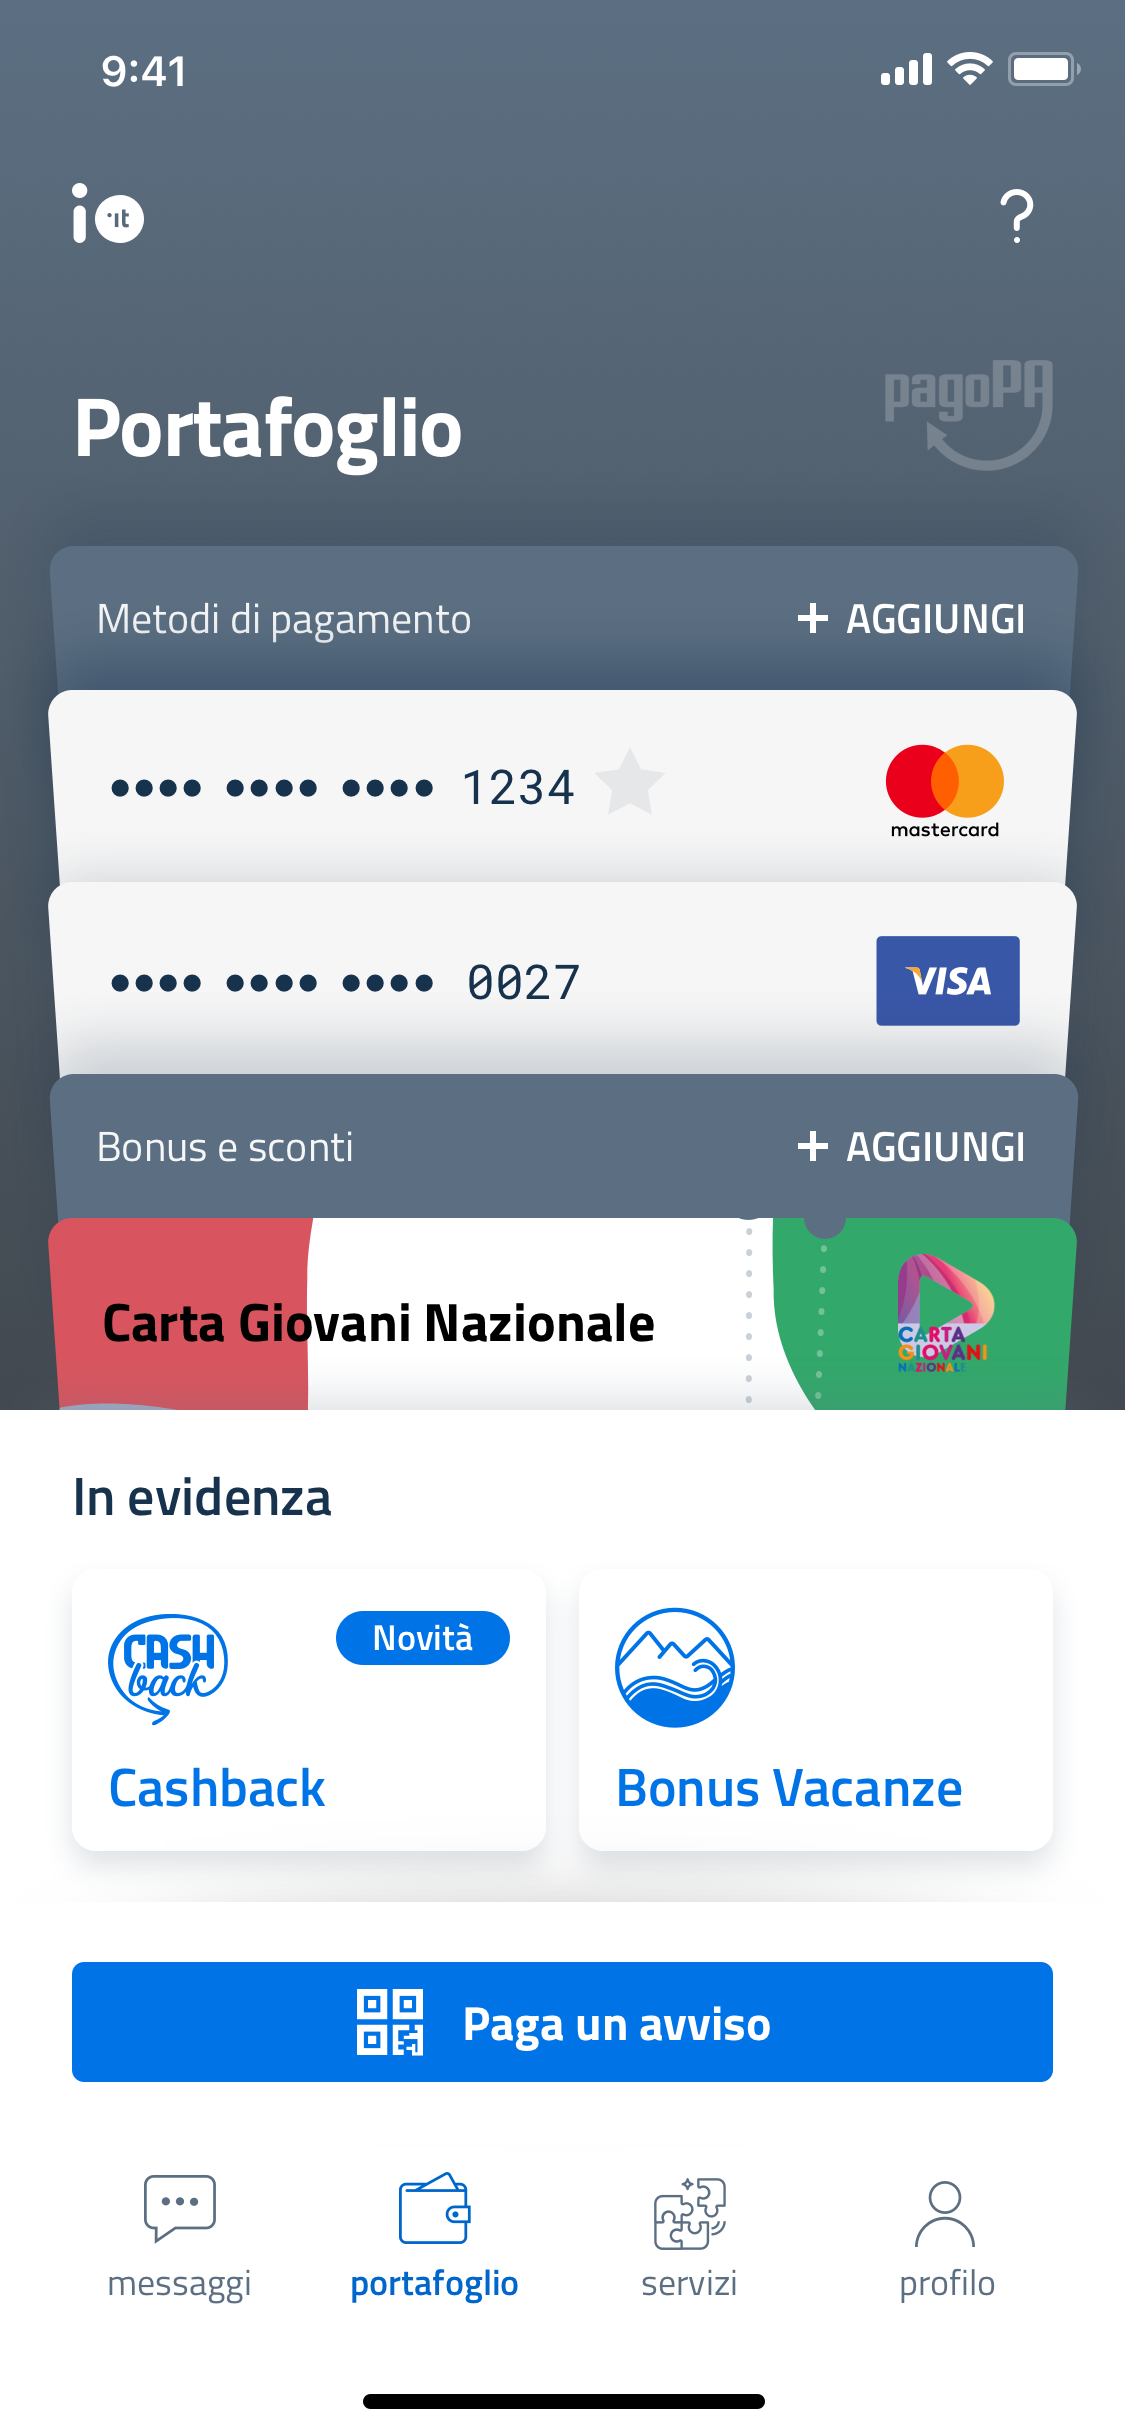 9:41
io it
pagoPA
Portafoglio
Metodi di pagamento + AGGIUNGI
•••• •••• •••• 1234
mastercard
•••• •••• •••• 0027
VISA
Bonus e sconti + AGGIUNGI
Carta Giovani Nazionale
CARTA
GIOVANI
NAZIONALE
In evidenza
CASH
back
Novità
Cashback
Bonus Vacanze
Paga un avviso
messaggi portafoglio servizi profilo